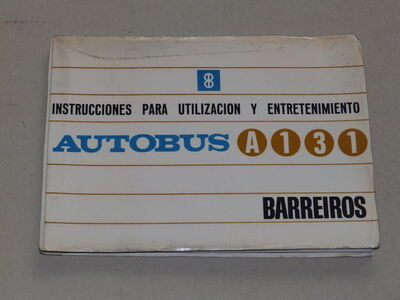 8
INSTRUCCIONES PARA UTILIZACION Y ENTRETENIMIENTO
AUTOBUS A131
BARREIROS